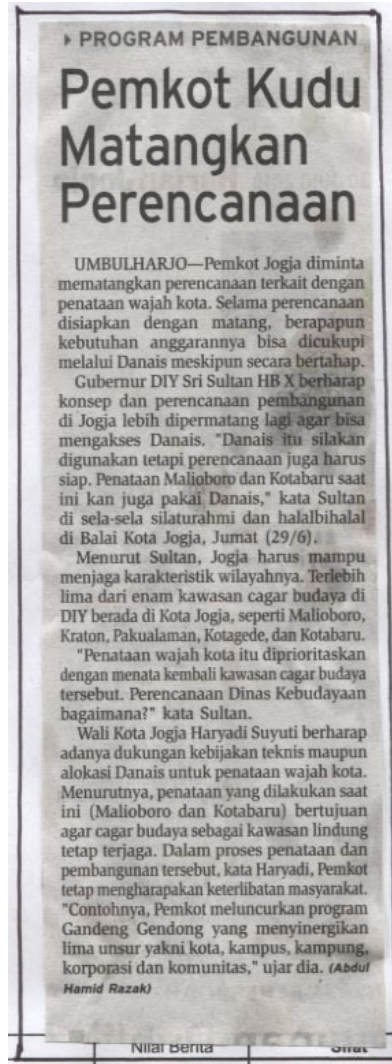 ▸ PROGRAM PEMBANGUNAN
Pemkot Kudu
Matangkan
Perencanaan
UMBULHARJO—Pemkot Jogja diminta
mematangkan perencanaan terkait dengan
penataan wajah kota. Selama perencanaan
disiapkan dengan matang, berapapun
kebutuhan anggarannya bisa dicukupi
melalui Danais meskipun secara bertahap.
Gubernur DIY Sri Sultan HB X berharap
konsep dan perencanaan pembangunan
di Jogja lebih dipermatang lagi agar bisa
mengakses Danais. "Danais itu silakan
digunakan tetapi perencanaan juga harus
siap. Penataan Malioboro dan Kotabaru saat
ini kan juga pakai Danais," kata Sultan
di sela-sela silaturahmi dan halalbihalal
di Balai Kota Jogja, Jumat (29/6).
Menurut Sultan, Jogja harus mampu
menjaga karakteristik wilayahnya. Terlebih
lima dari enam kawasan cagar budaya di
DIY berada di Kota Jogja, seperti Malioboro,
Kraton, Pakualaman, Kotagede, dan Kotabaru.
"Penataan wajah kota itu diprioritaskan
dengan menata kembali kawasan cagar budaya
tersebut. Perencanaan Dinas Kebudayaan
bagaimana?" kata Sultan.
Wali Kota Jogja Haryadi Suyuti berharap
adanya dukungan kebijakan teknis maupun
alokasi Danais untuk penataan wajah kota.
Menurutnya, penataan yang dilakukan saat
ini (Malioboro dan Kotabaru) bertujuan
agar cagar budaya sebagai kawasan lindung
tetap terjaga. Dalam proses penataan dan
pembangunan tersebut, kata Haryadi, Pemkot
tetap mengharapakan keterlibatan masyarakat.
"Contohnya, Pemkot meluncurkan program
Gandeng Gendong yang menyinergikan
lima unsur yakni kota, kampus, kampung,
korporasi dan komunitas," ujar dia. (Abdul
Hamid Razak)
Nilai Berita
Sifat